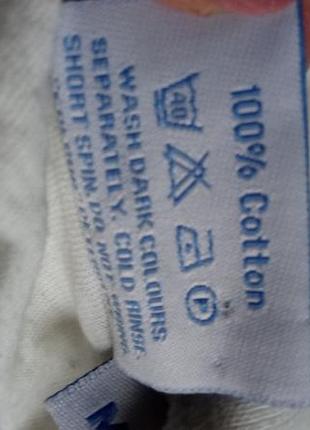 100% Cotton
40
P
WASH DARK COLOURS
SEPARATELY. COLD RINSE.
SHORT SPIN. DO NOT
M